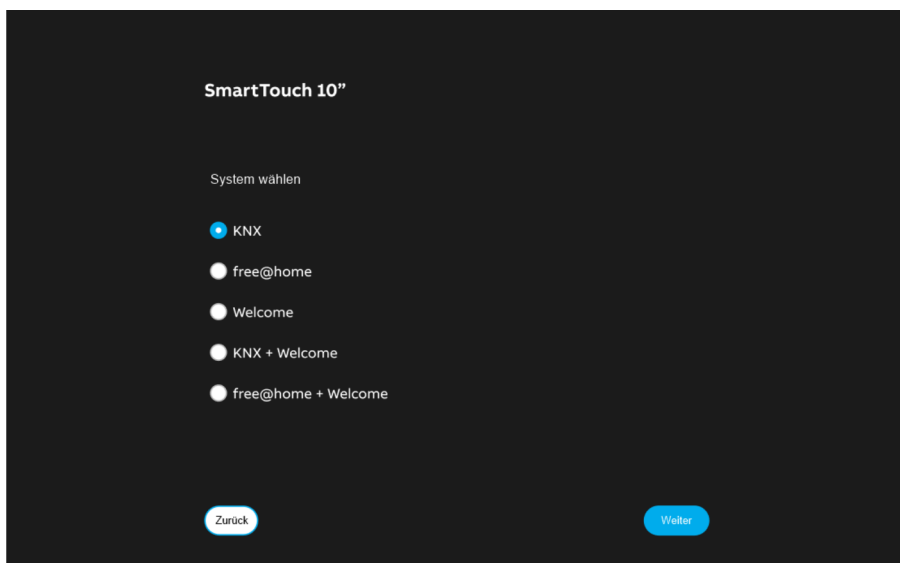 SmartTouch 10”
System wählen
KNX
free@home
Welcome
KNX + Welcome
free@home + Welcome
Zurück
Weiter